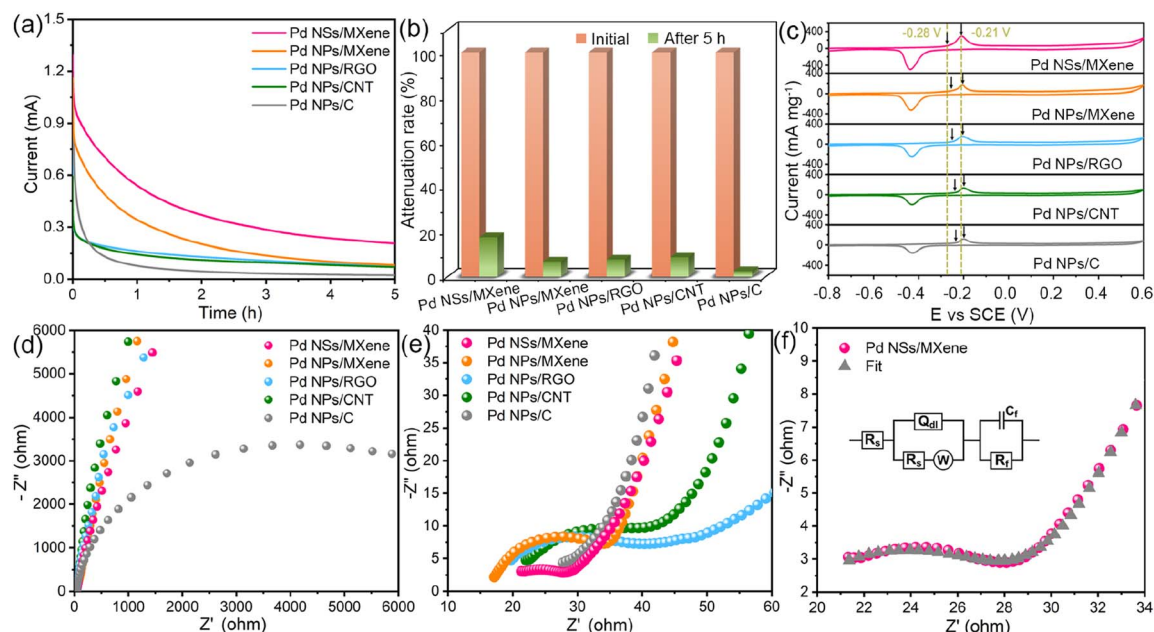 (a)
Pd NSs/MXene
Pd NPs/MXene
Pd NPs/RGO
Pd NPs/CNT
Pd NPs/C
Current (mA)
1.5
1.2
0.9
0.6
0.3
0.0
0 1 2 3 4 5
Time (h)
(b)
Initial After 5 h
Attenuation rate (%)
100
80
60
40
20
0
Pd NSs/MXene Pd NPs/MXene Pd NPs/RGO Pd NPs/CNT Pd NPs/C
(c)
-0.28 V -0.21 V
Pd NSs/MXene
Pd NPs/MXene
Pd NPs/RGO
Pd NPs/CNT
Pd NPs/C
Current (mA mg⁻¹)
400
0
-400
400
0
-400
400
0
-400
400
0
-400
400
0
-400
-0.8 -0.6 -0.4 -0.2 0.0 0.2 0.4 0.6
E vs SCE (V)
(d)
Pd NSs/MXene
Pd NPs/MXene
Pd NPs/RGO
Pd NPs/CNT
Pd NPs/C
- Z" (ohm)
6000
5000
4000
3000
2000
1000
0
0 1000 2000 3000 4000 5000 6000
Z' (ohm)
(e)
Pd NSs/MXene
Pd NPs/MXene
Pd NPs/RGO
Pd NPs/CNT
Pd NPs/C
-Z" (ohm)
40
35
30
25
20
15
10
5
0
10 20 30 40 50 60
Z' (ohm)
(f)
Pd NSs/MXene
Fit
Rs Qdl Rs W Cf Rf
-Z" (ohm)
10
8
6
4
2
20 22 24 26 28 30 32 34
Z' (ohm)